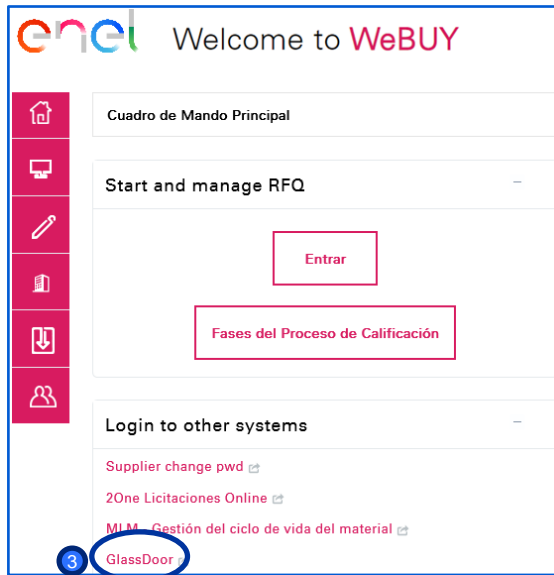 enel Welcome to WeBUY
Cuadro de Mando Principal
Start and manage RFQ
Entrar
Fases del Proceso de Calificación
Login to other systems
Supplier change pwd
2One Licitaciones Online
MLM - Gestión del ciclo de vida del material
3 GlassDoor